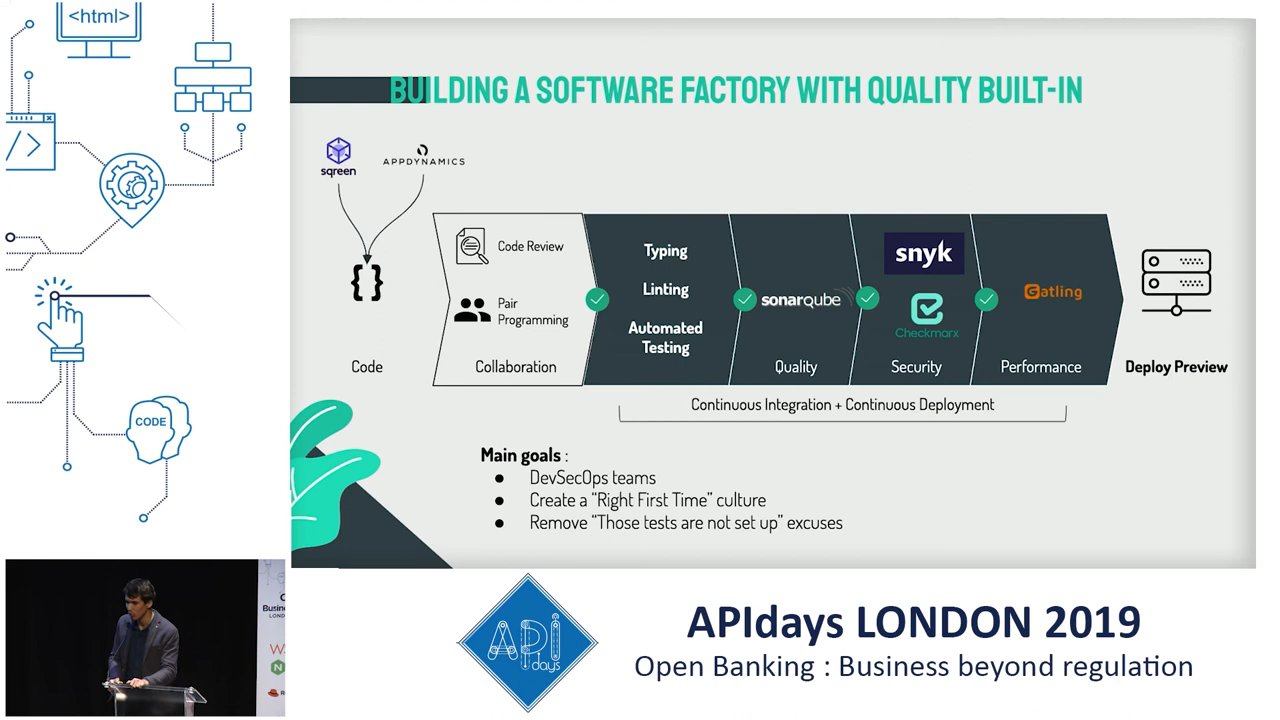 <html>
</>
CODE
BUILDING A SOFTWARE FACTORY WITH QUALITY BUILT-IN
sqreen
APPDYNAMICS
{}
Code
Code Review
Pair
Programming
Collaboration
Typing
Linting
Automated
Testing
sonarqube
Quality
snyk
Checkmarx
Security
Gatling
Performance
Deploy Preview
Continuous Integration + Continuous Deployment
Main goals :
● DevSecOps teams
● Create a “Right First Time” culture
● Remove “Those tests are not set up” excuses
API
days
APIdays LONDON 2019
Open Banking : Business beyond regulation